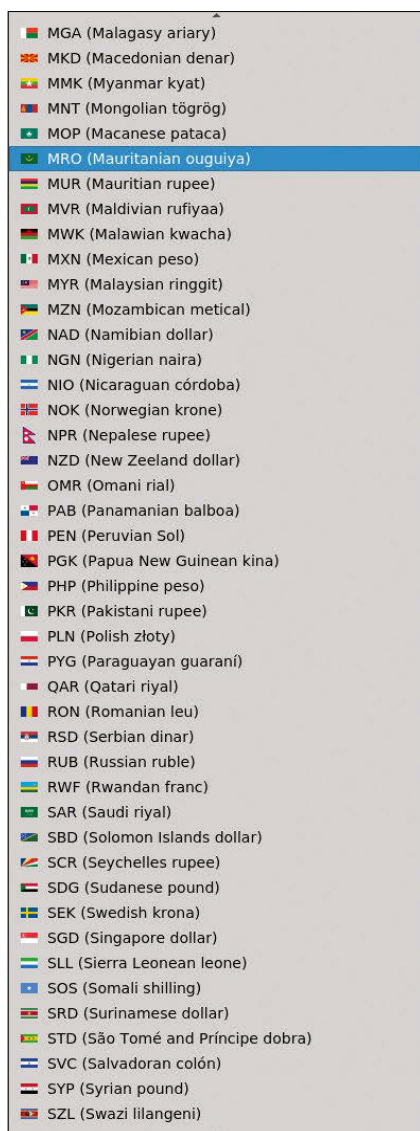 MGA (Malagasy ariary)
MKD (Macedonian denar)
MMK (Myanmar kyat)
MNT (Mongolian tögrög)
MOP (Macanese pataca)
MRO (Mauritanian ouguiya)
MUR (Mauritian rupee)
MVR (Maldivian rufiyaa)
MWK (Malawian kwacha)
MXN (Mexican peso)
MYR (Malaysian ringgit)
MZN (Mozambican metical)
NAD (Namibian dollar)
NGN (Nigerian naira)
NIO (Nicaraguan córdoba)
NOK (Norwegian krone)
NPR (Nepalese rupee)
NZD (New Zeeland dollar)
OMR (Omani rial)
PAB (Panamanian balboa)
PEN (Peruvian Sol)
PGK (Papua New Guinean kina)
PHP (Philippine peso)
PKR (Pakistani rupee)
PLN (Polish złoty)
PYG (Paraguayan guaraní)
QAR (Qatari riyal)
RON (Romanian leu)
RSD (Serbian dinar)
RUB (Russian ruble)
RWF (Rwandan franc)
SAR (Saudi riyal)
SBD (Solomon Islands dollar)
SCR (Seychelles rupee)
SDG (Sudanese pound)
SEK (Swedish krona)
SGD (Singapore dollar)
SLL (Sierra Leonean leone)
SOS (Somali shilling)
SRD (Surinamese dollar)
STD (São Tomé and Príncipe dobra)
SVC (Salvadoran colón)
SYP (Syrian pound)
SZL (Swazi lilangeni)